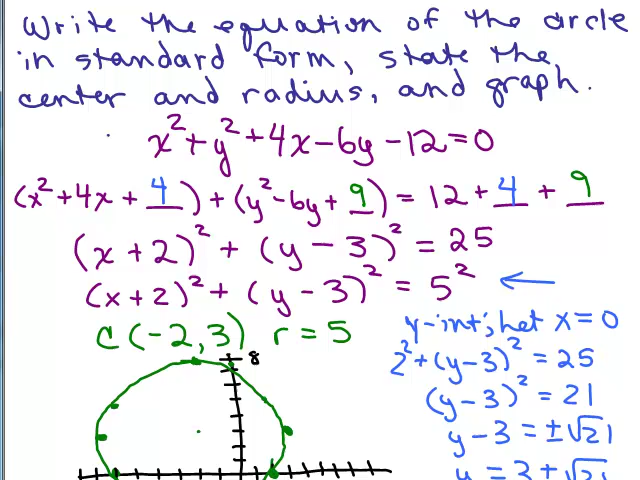 Write the equation of the circle
in standard form, state the
center and radius, and graph.
x² + y² + 4x - 6y - 12 = 0
(x² + 4x + 4) + (y² - 6y + 9) = 12 + 4 + 9
(x + 2)² + (y - 3)² = 25
(x + 2)² + (y - 3)² = 5² ←
C (-2, 3) r = 5
y-int; let x = 0
8
2² + (y - 3)² = 25
(y - 3)² = 21
y - 3 = ±√21
y = 3 ± √21